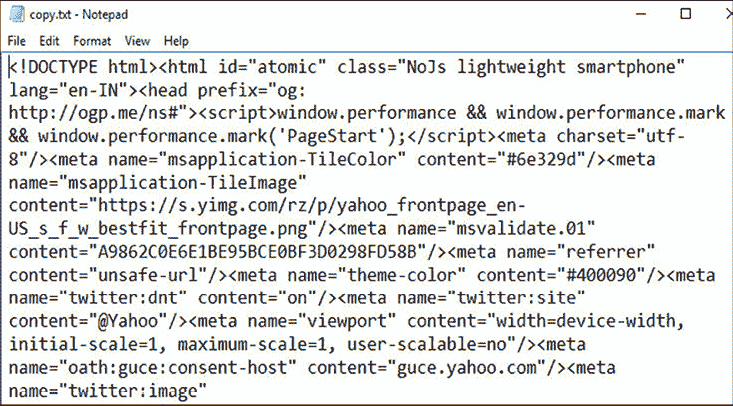 copy.txt - Notepad
File Edit Format View Help
<!DOCTYPE html><html id="atomic" class="NoJs lightweight smartphone"
lang="en-IN"><head prefix="og:
http://ogp.me/ns#"><script>window.performance && window.performance.mark
&& window.performance.mark('PageStart');</script><meta charset="utf-
8"/><meta name="msapplication-TileColor" content="#6e329d"/><meta
name="msapplication-TileImage"
content="https://s.yimg.com/rz/p/yahoo_frontpage_en-
US_s_f_w_bestfit_frontpage.png"/><meta name="msvalidate.01"
content="A9862C0E6E1BE95BCE0BF3D0298FD58B"/><meta name="referrer"
content="unsafe-url"/><meta name="theme-color" content="#400090"/><meta
name="twitter:dnt" content="on"/><meta name="twitter:site"
content="@Yahoo"/><meta name="viewport" content="width=device-width,
initial-scale=1, maximum-scale=1, user-scalable=no"/><meta
name="oath:guce:consent-host" content="guce.yahoo.com"/><meta
name="twitter:image"